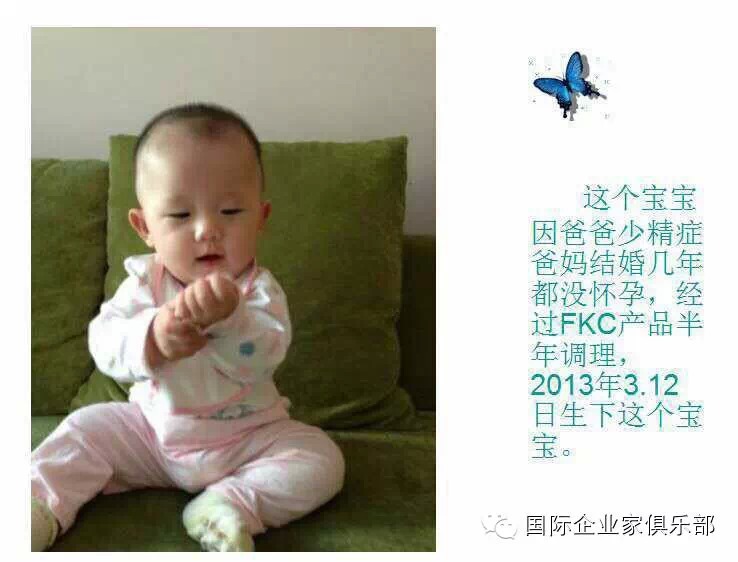 这个宝宝
因爸爸少精症
爸妈结婚几年
都没怀孕，经
过FKC产品半
年调理，
2013年3.12
日生下这个宝
宝。
国际企业家俱乐部